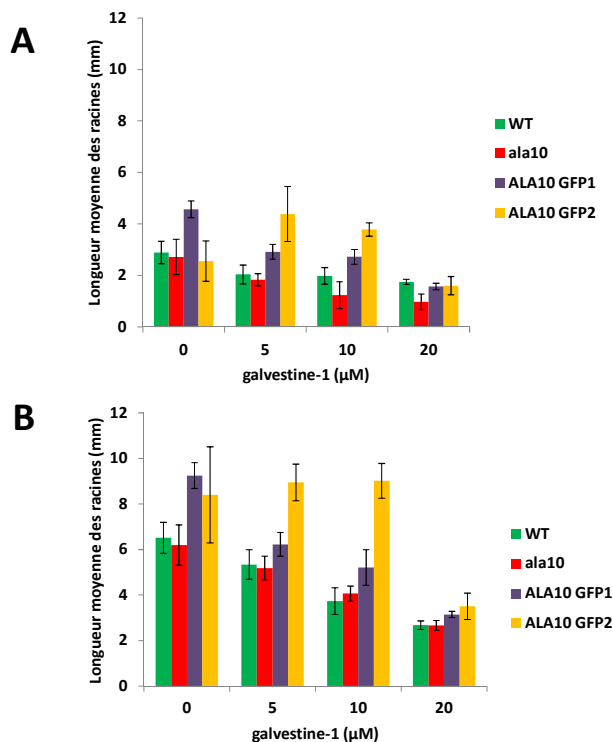 A
Longueur moyenne des racines (mm)
12
10
8
6
4
2
0
0 5 10 20
galvestine-1 (µM)
WT
ala10
ALA10 GFP1
ALA10 GFP2
B
Longueur moyenne des racines (mm)
12
10
8
6
4
2
0
0 5 10 20
galvestine-1 (µM)
WT
ala10
ALA10 GFP1
ALA10 GFP2